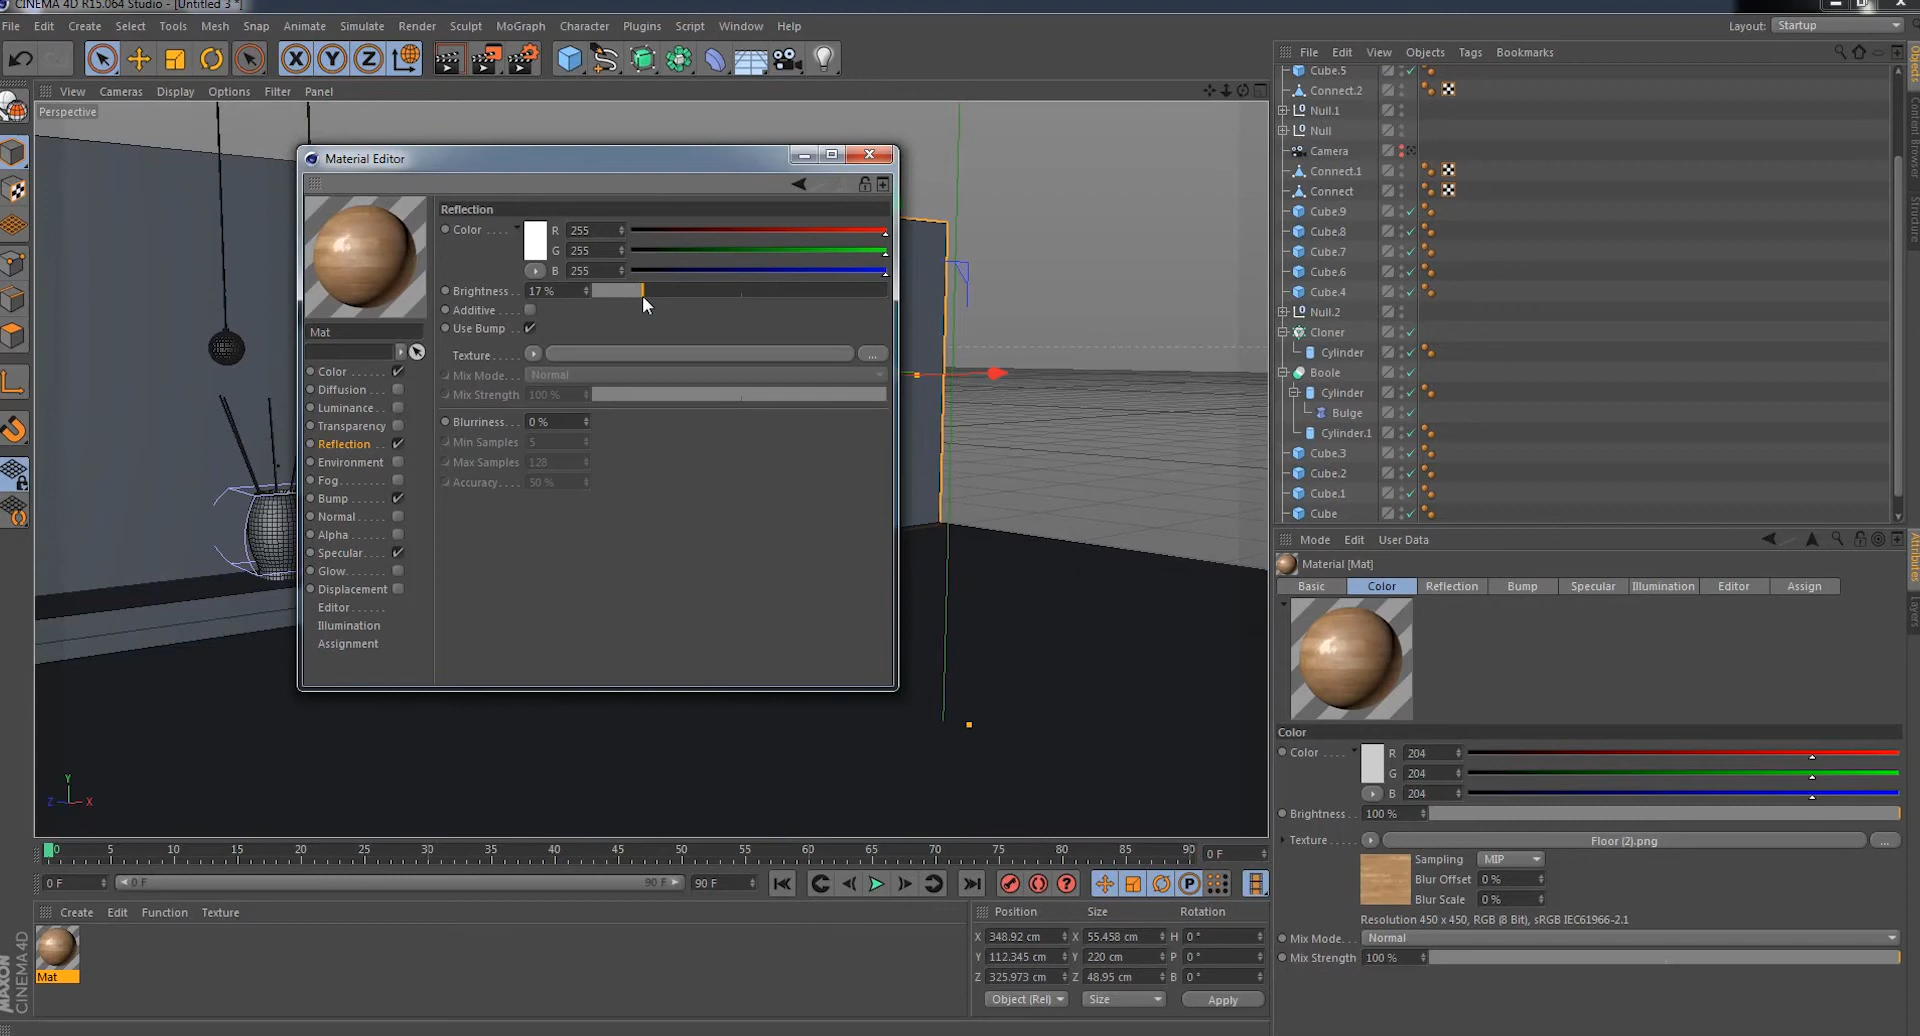 CINEMA 4D R15.064 Studio - [Untitled 3 *]
File Edit Create Select Tools Mesh Snap Animate Simulate Render Sculpt MoGraph Character Plugins Script Window Help
Layout: Startup
View Cameras Display Options Filter Panel
Perspective
Material Editor
Mat
Color
Diffusion
Luminance
Transparency
Reflection
Environment
Fog
Bump
Normal
Alpha
Specular
Glow
Displacement
Editor
Illumination
Assignment
Reflection
Color R 255
G 255
B 255
Brightness 17 %
Additive
Use Bump
Texture ...
Mix Mode Normal
Mix Strength 100 %
Blurriness 0 %
Min Samples 5
Max Samples 128
Accuracy 50 %
Y
Z X
File Edit View Objects Tags Bookmarks
Cube.5
Connect.2
Null.1
Null
Camera
Connect.1
Connect
Cube.9
Cube.8
Cube.7
Cube.6
Cube.4
Null.2
Cloner
Cylinder
Boole
Cylinder
Bulge
Cylinder.1
Cube.3
Cube.2
Cube.1
Cube
Objects
Content Browser
Structure
Mode Edit User Data
Material [Mat]
Basic Color Reflection Bump Specular Illumination Editor Assign
Color
Color R 204
G 204
B 204
Brightness 100 %
Texture Floor (2).png ...
Sampling MIP
Blur Offset 0 %
Blur Scale 0 %
Resolution 450 x 450, RGB (8 Bit), sRGB IEC61966-2.1
Mix Mode Normal
Mix Strength 100 %
Attributes
Layers
0 5 10 15 20 25 30 35 40 45 50 55 60 65 70 75 80 85 90 0 F
0 F 0 F 90 F 90 F
P
Create Edit Function Texture
Mat
MAXON
CINEMA 4D
Position Size Rotation
X 348.92 cm X 55.458 cm H 0 °
Y 112.345 cm Y 220 cm P 0 °
Z 325.973 cm Z 48.95 cm B 0 °
Object (Rel) Size Apply